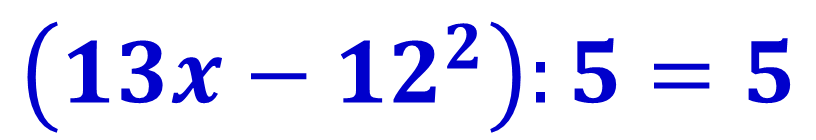 (13x − 12²) : 5 = 5